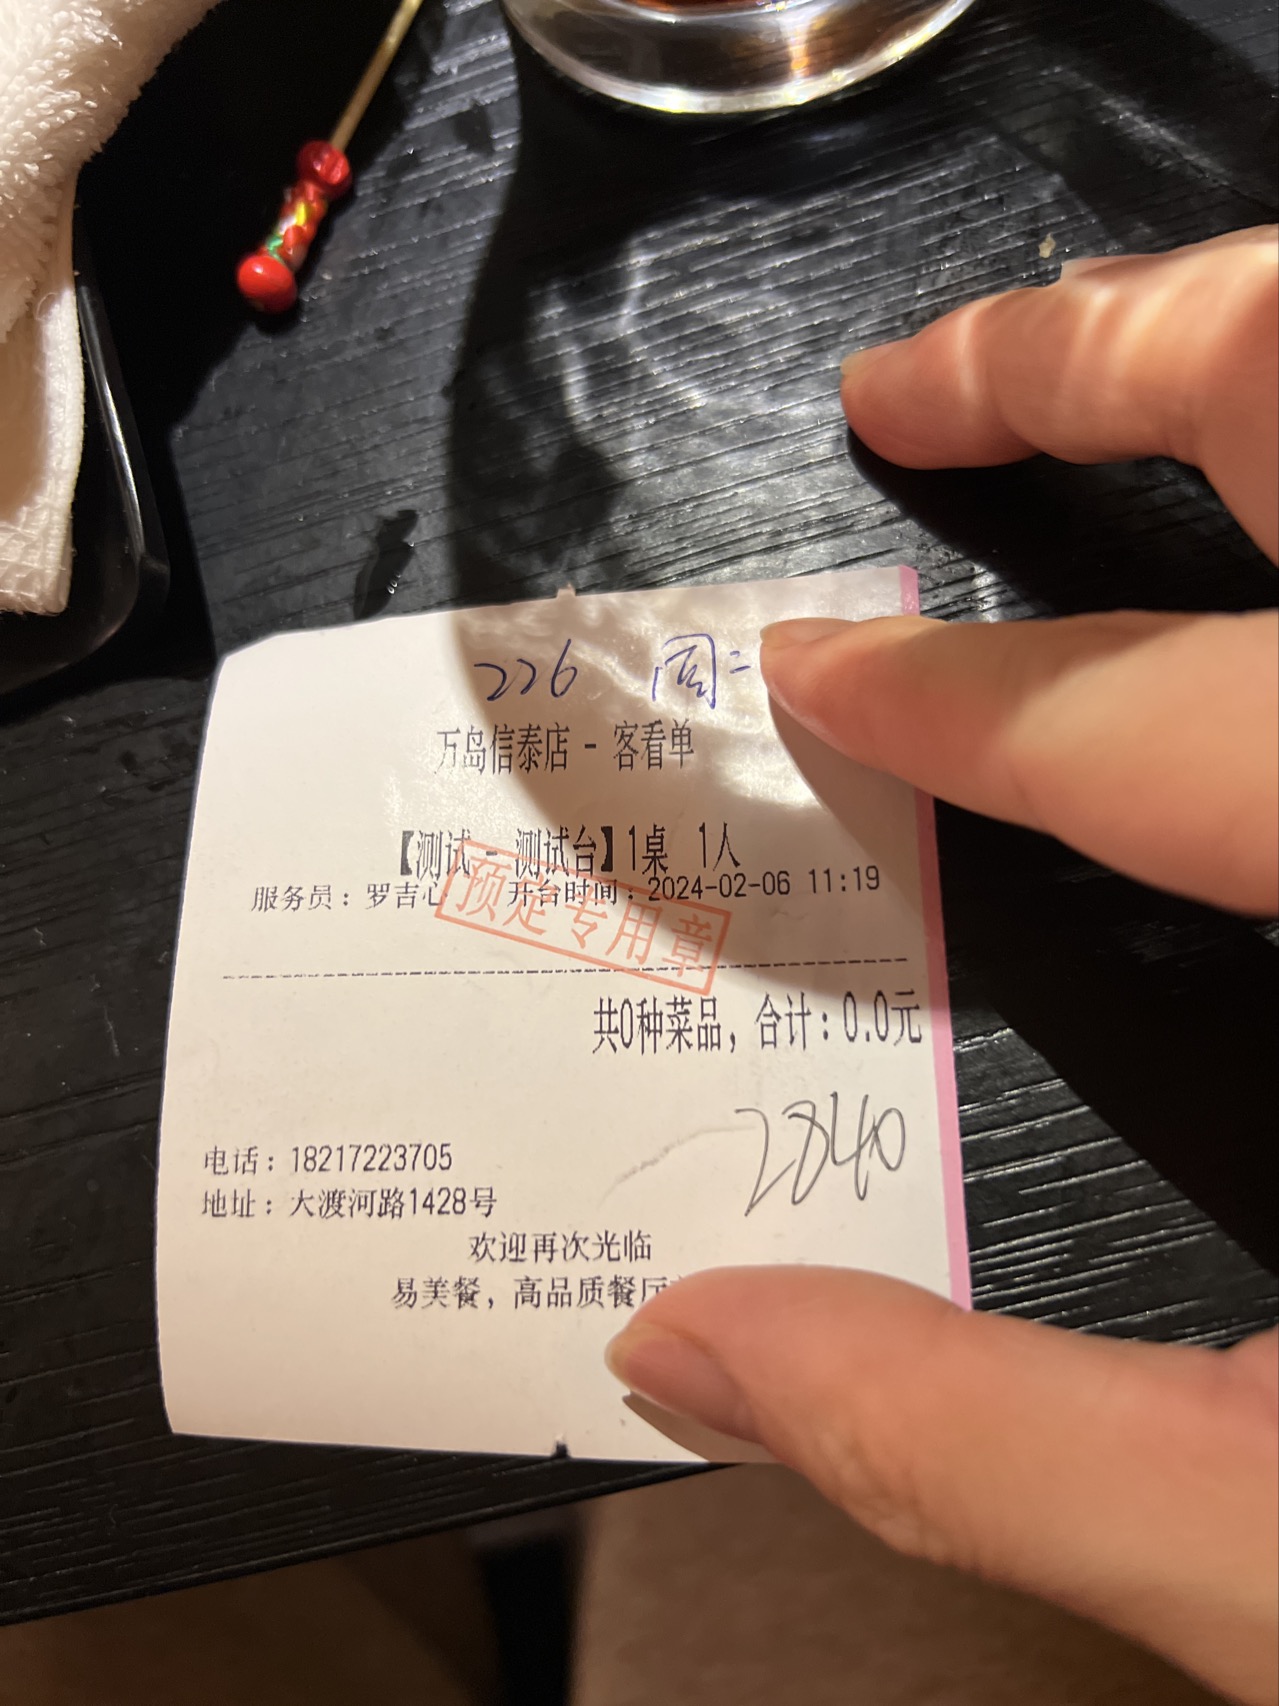 226 周二
万岛信泰店 - 客看单
【测试 - 测试台】1桌 1人
服务员：罗吉心 开台时间：2024-02-06 11:19
预定专用章
共0种菜品，合计：0.0元
2840
电话：18217223705
地址：大渡河路1428号
欢迎再次光临
易美餐，高品质餐厅